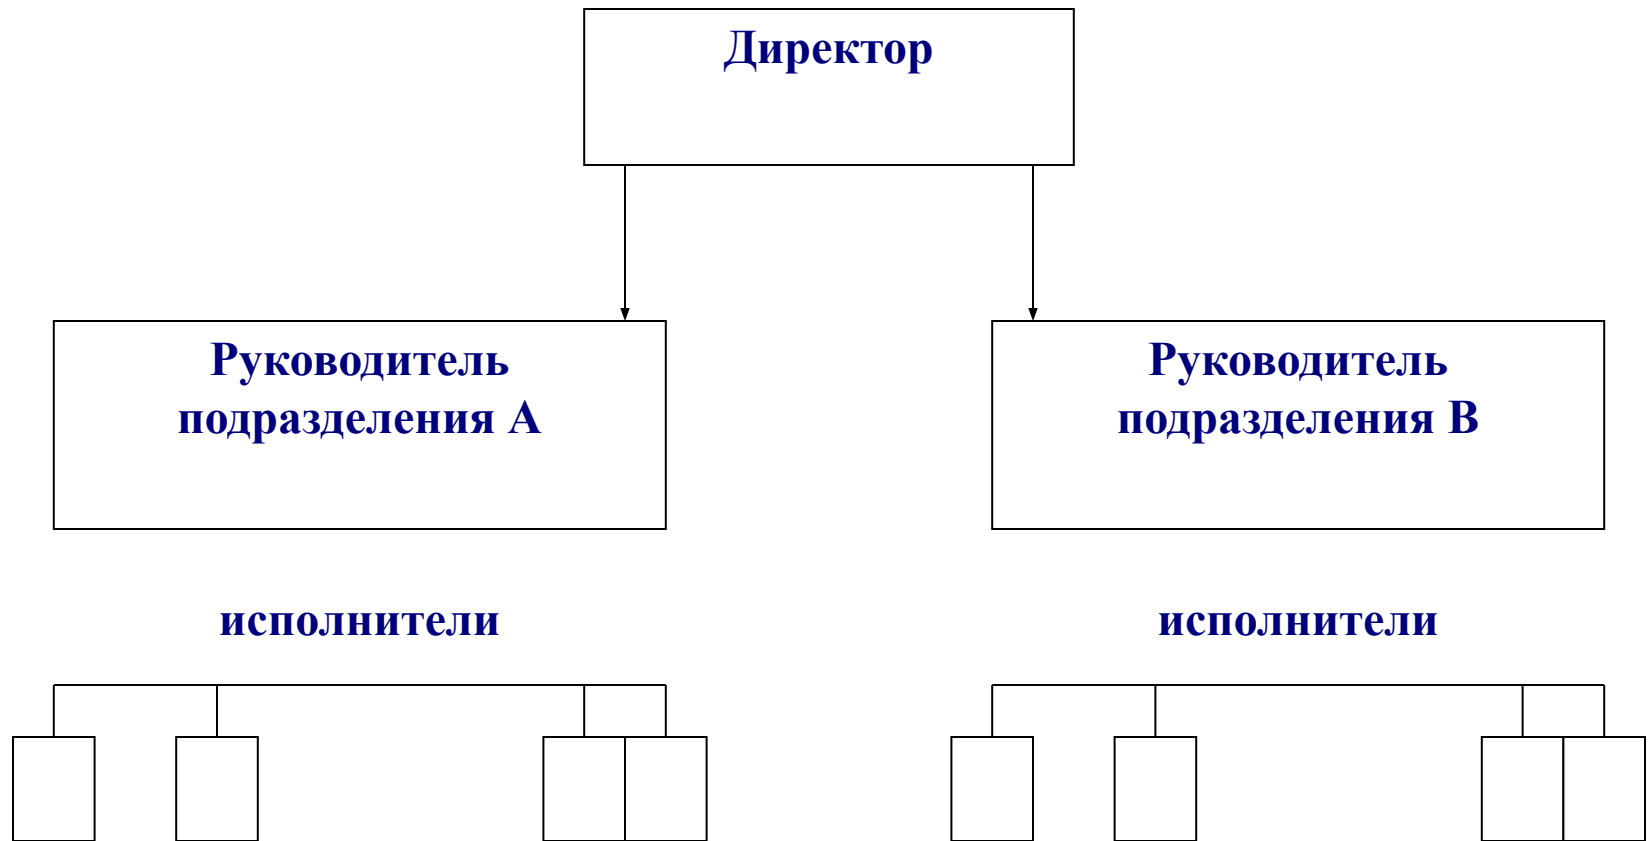 Директор
Руководитель
подразделения А
Руководитель
подразделения В
исполнители
исполнители